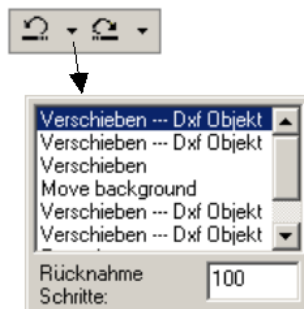 Verschieben --- Dxf Objekt
Verschieben --- Dxf Objekt
Verschieben
Move background
Verschieben --- Dxf Objekt
Verschieben --- Dxf Objekt
Rücknahme
Schritte:
100